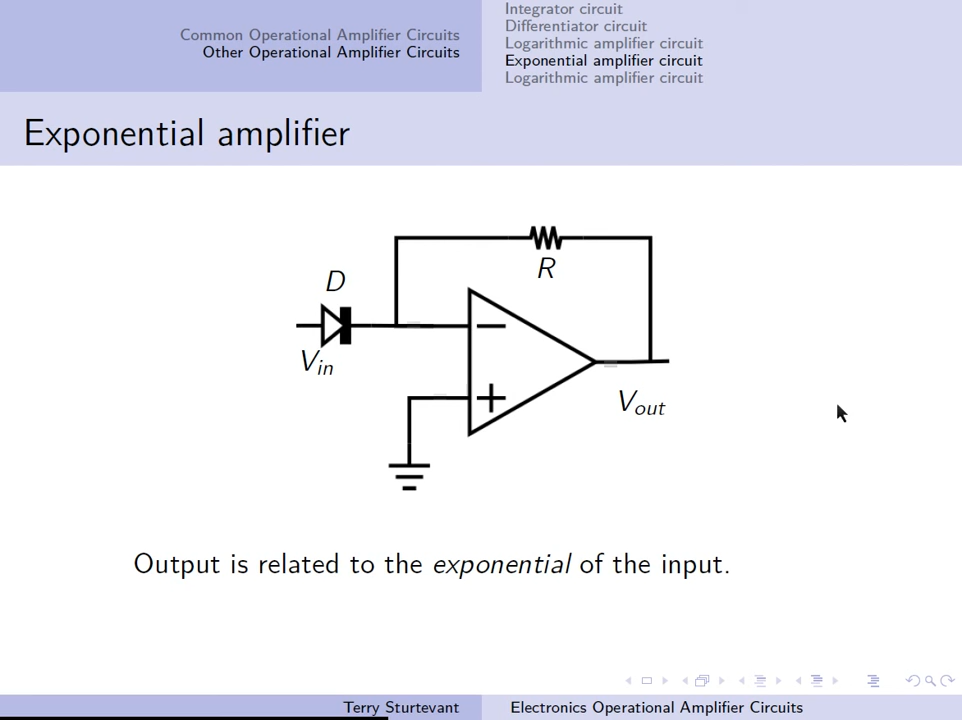 Common Operational Amplifier Circuits
Other Operational Amplifier Circuits
Integrator circuit
Differentiator circuit
Logarithmic amplifier circuit
Exponential amplifier circuit
Logarithmic amplifier circuit
Exponential amplifier
R
D
V_in
V_out
Output is related to the exponential of the input.
Terry Sturtevant
Electronics Operational Amplifier Circuits